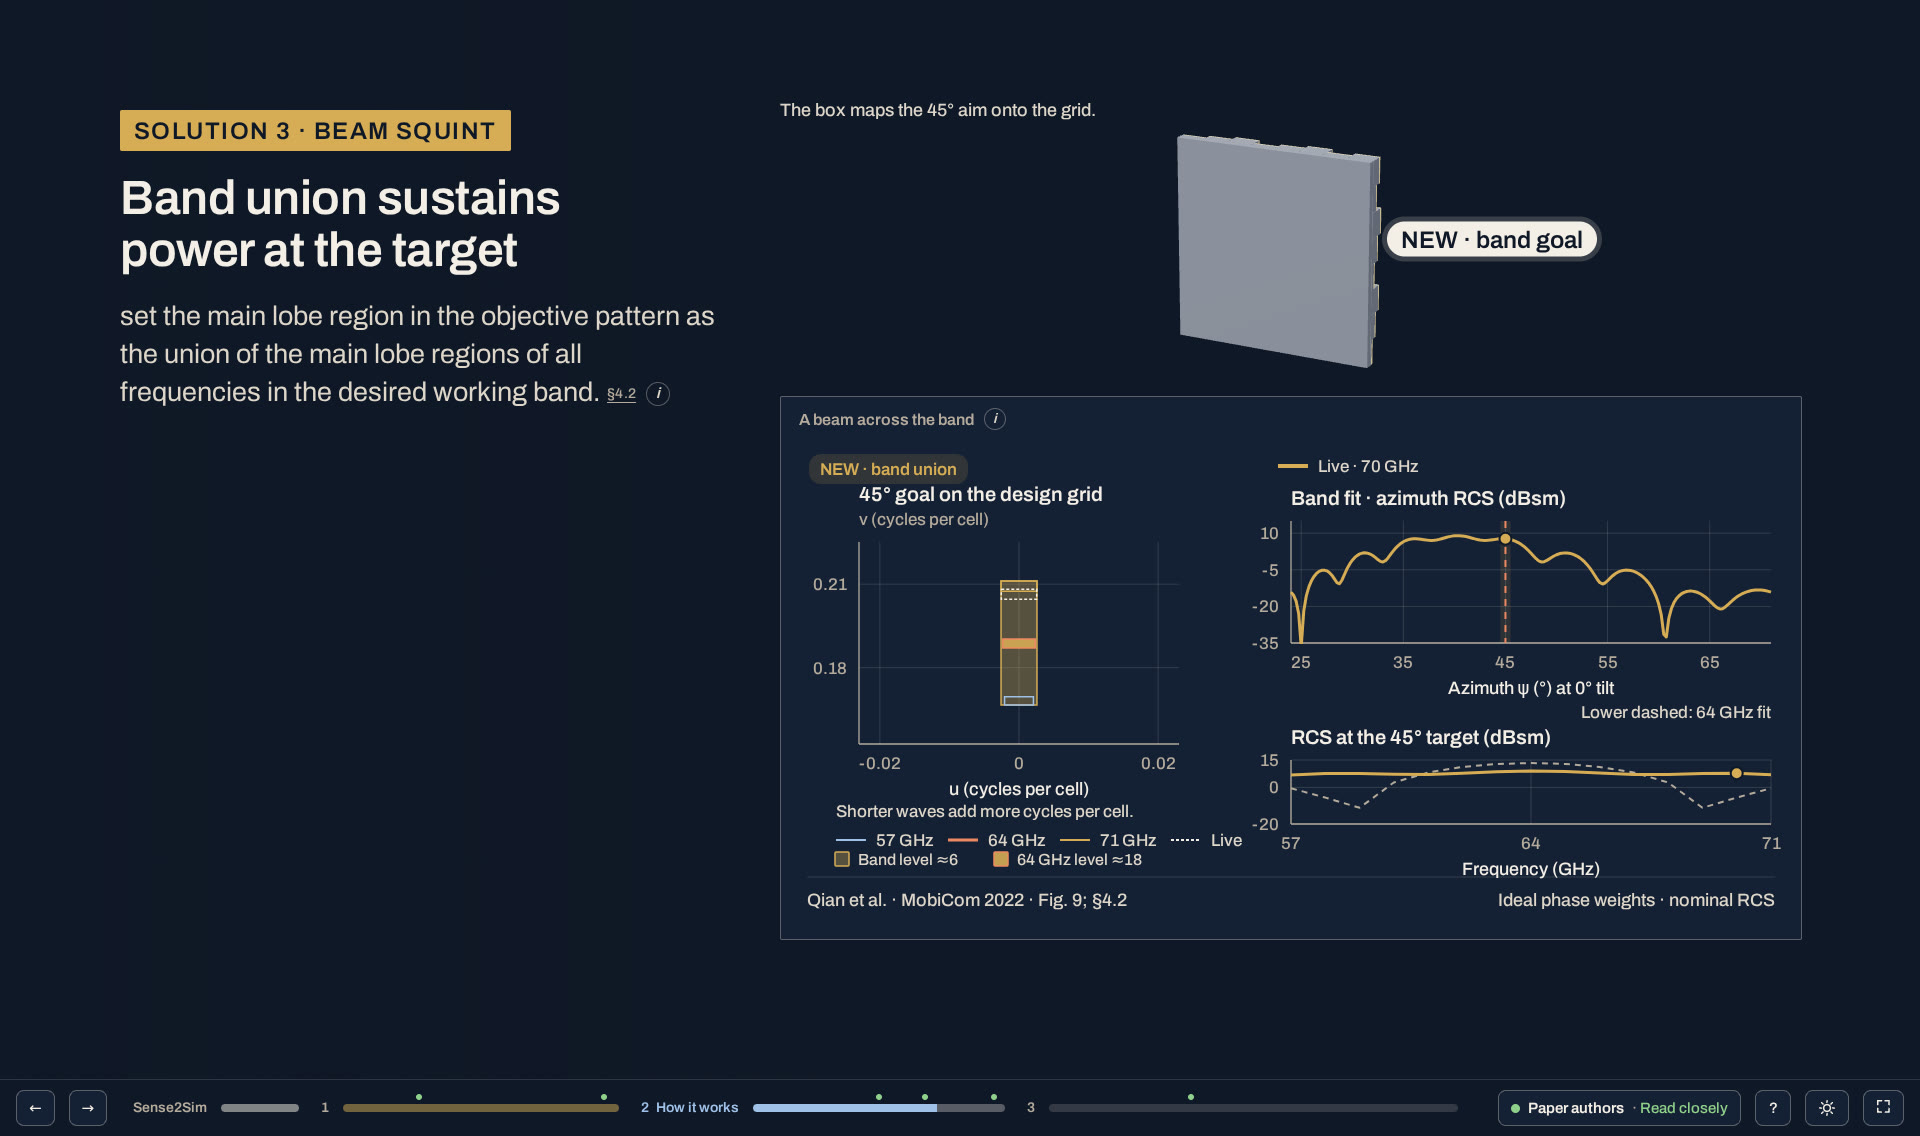 SOLUTION 3 · BEAM SQUINT
Band union sustains
power at the target
set the main lobe region in the objective pattern as
the union of the main lobe regions of all
frequencies in the desired working band. §4.2 i
The box maps the 45° aim onto the grid.
NEW · band goal
A beam across the band i
NEW · band union
45° goal on the design grid
v (cycles per cell)
0.21
0.18
-0.02 0 0.02
u (cycles per cell)
Shorter waves add more cycles per cell.
57 GHz 64 GHz 71 GHz Live
Band level ≈6 64 GHz level ≈18
Live · 70 GHz
Band fit · azimuth RCS (dBsm)
10
-5
-20
-35
25 35 45 55 65
Azimuth ψ (°) at 0° tilt
Lower dashed: 64 GHz fit
RCS at the 45° target (dBsm)
15
0
-20
57 64 71
Frequency (GHz)
Qian et al. · MobiCom 2022 · Fig. 9; §4.2
Ideal phase weights · nominal RCS
← → Sense2Sim 1 2 How it works 3 Paper authors · Read closely ?